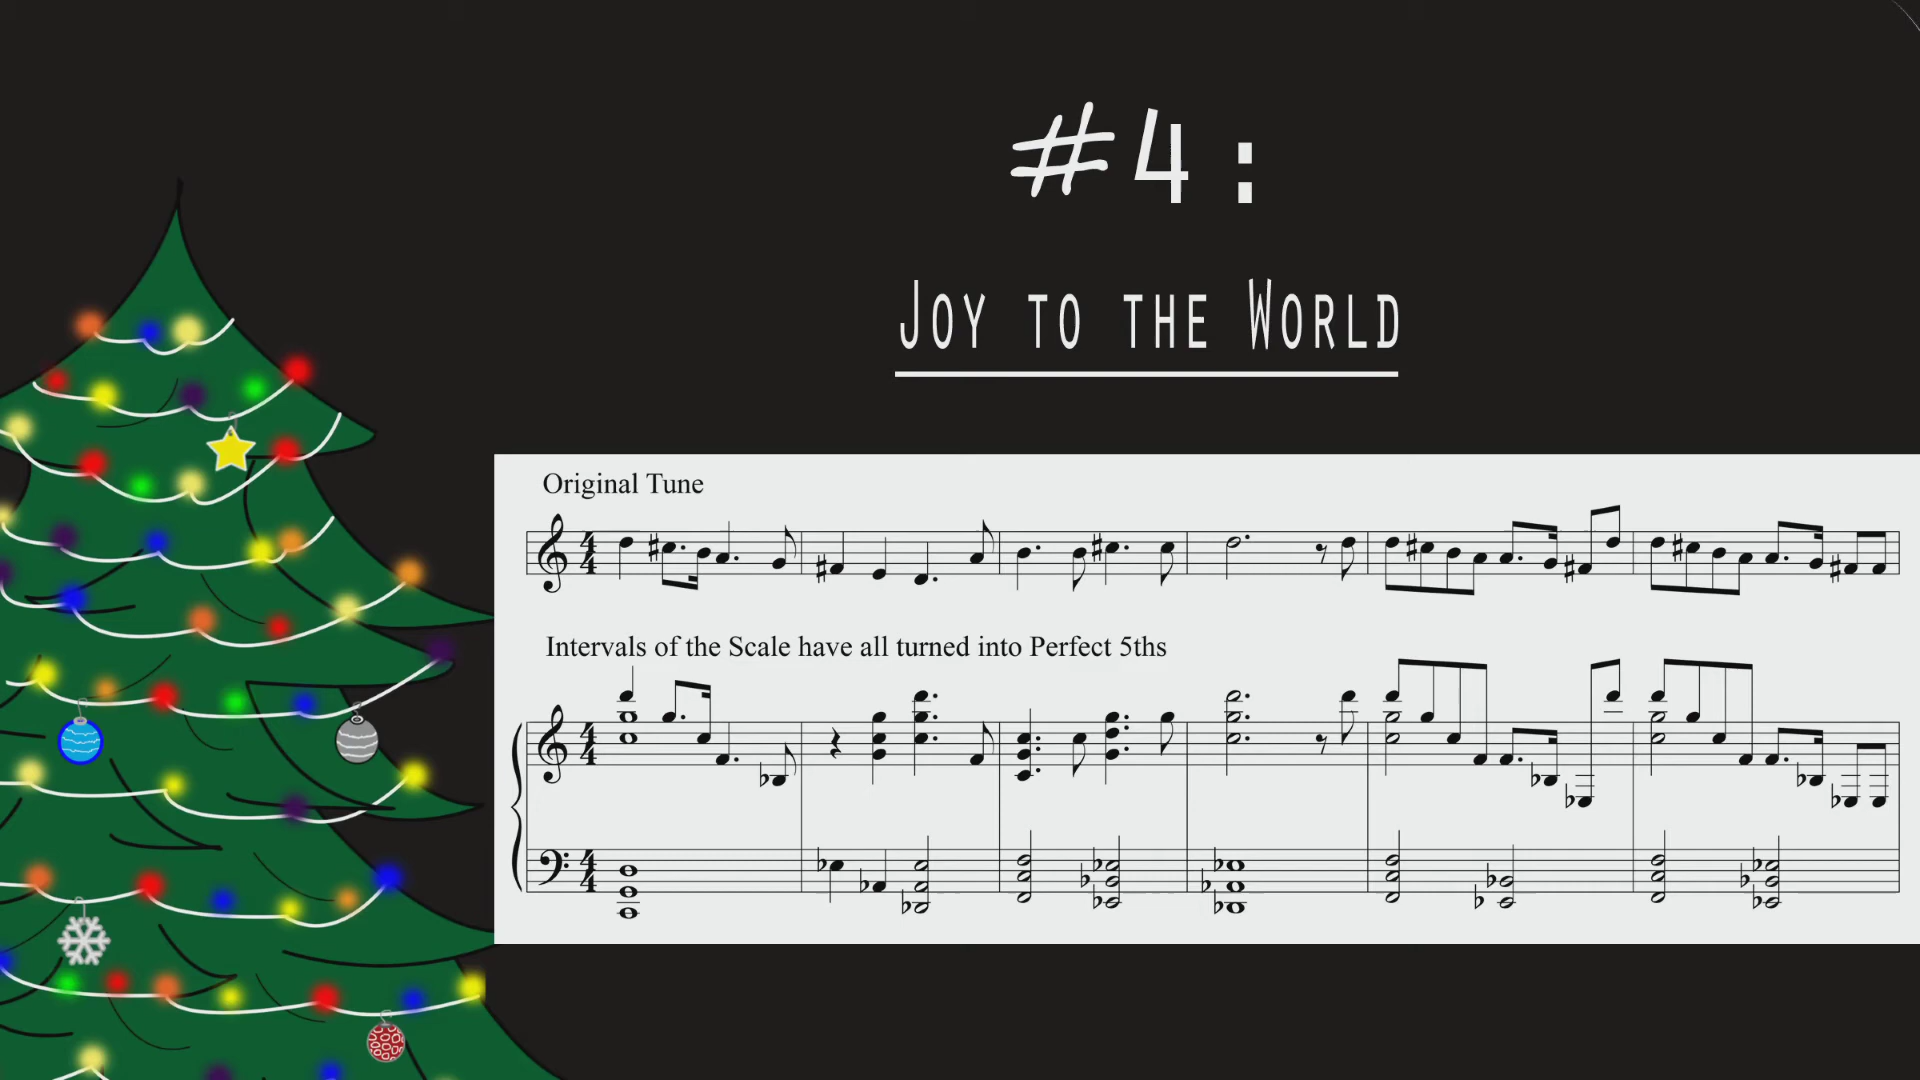 #4:
Joy to the World
Original Tune
Intervals of the Scale have all turned into Perfect 5ths